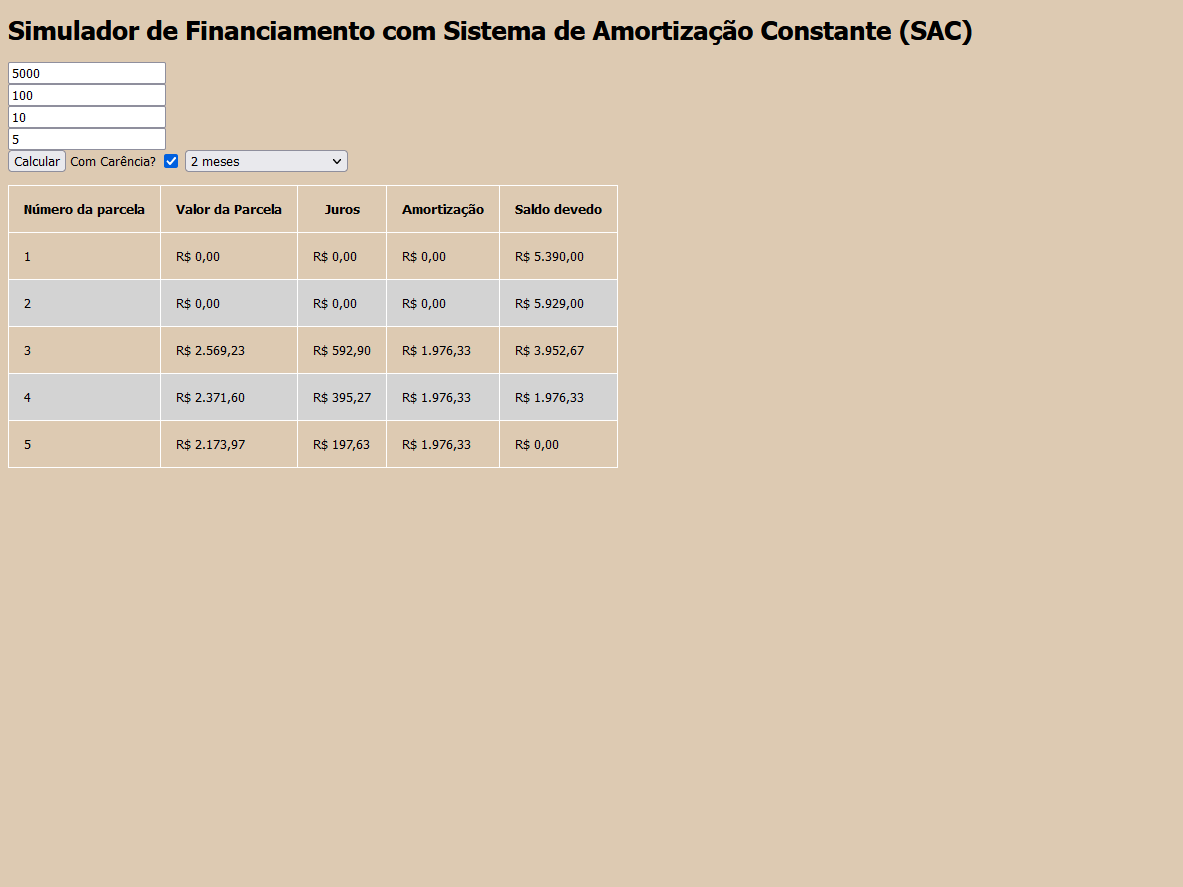 Simulador de Financiamento com Sistema de Amortização Constante (SAC)
5000
100
10
5
Calcular Com Carência? 2 meses
Número da parcela Valor da Parcela Juros Amortização Saldo devedo
1 R$ 0,00 R$ 0,00 R$ 0,00 R$ 5.390,00
2 R$ 0,00 R$ 0,00 R$ 0,00 R$ 5.929,00
3 R$ 2.569,23 R$ 592,90 R$ 1.976,33 R$ 3.952,67
4 R$ 2.371,60 R$ 395,27 R$ 1.976,33 R$ 1.976,33
5 R$ 2.173,97 R$ 197,63 R$ 1.976,33 R$ 0,00